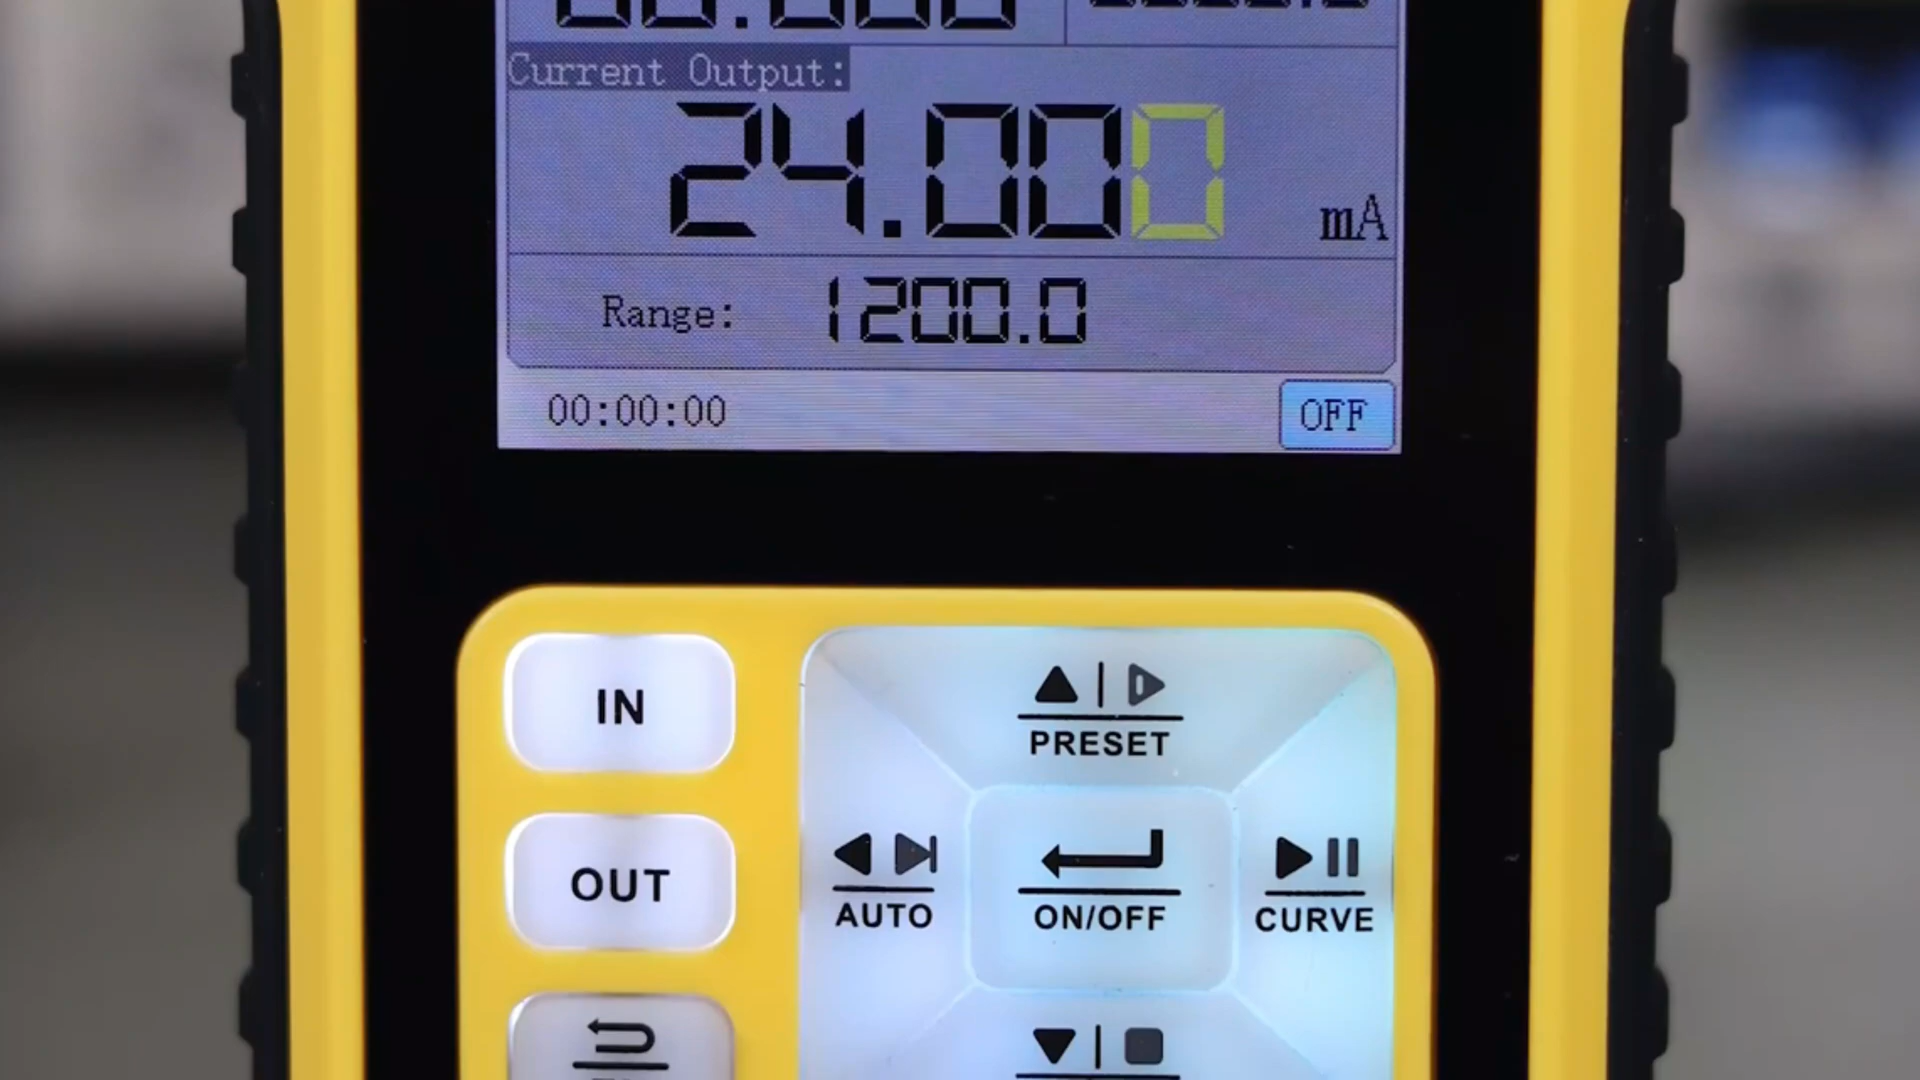 Current Output:
24.000 mA
Range: 1200.0
00:00:00 OFF
IN
PRESET
OUT
AUTO
ON/OFF
CURVE